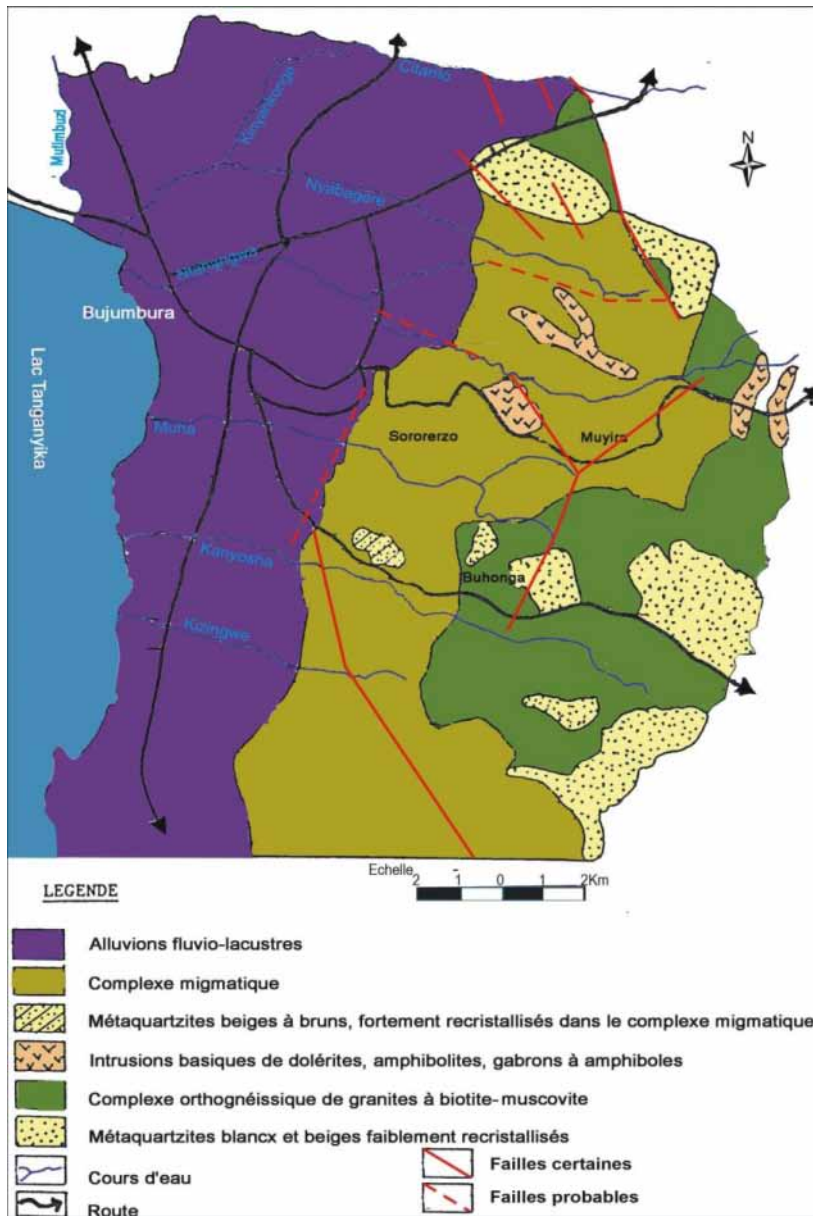 Citamo
Kinyankonge
Mutimbuzi
N
Nyabagere
Ntahangwa
Bujumbura
Lac Tanganyika
Muha
Sororerzo
Muyira
Kanyosha
Buhonga
Kizingwe
Echelle
2 1 0 1 2Km
LEGENDE
Alluvions fluvio-lacustres
Complexe migmatique
Métaquartzites beiges à bruns, fortement recristallisés dans le complexe migmatique
Intrusions basiques de dolérites, amphibolites, gabrons à amphiboles
Complexe orthognéissique de granites à biotite-muscovite
Métaquartzites blancx et beiges faiblement recristallisés
Cours d'eau
Failles certaines
Route
Failles probables